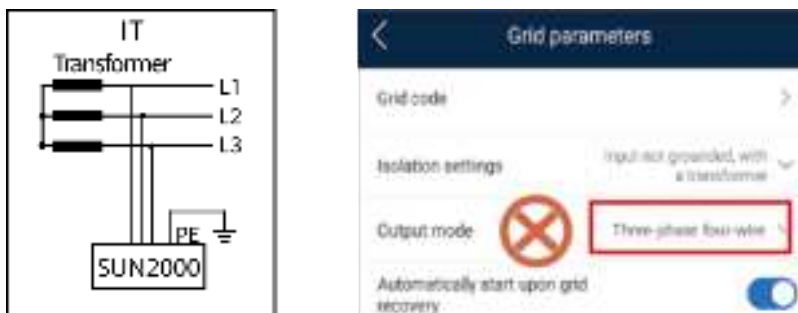 IT
Transformer
L1
L2
L3
PE
SUN2000
Grid parameters
Grid code
Isolation settings
Input not grounded, with
a transformer
Output mode
Three-phase four-wire
Automatically start upon grid
recovery